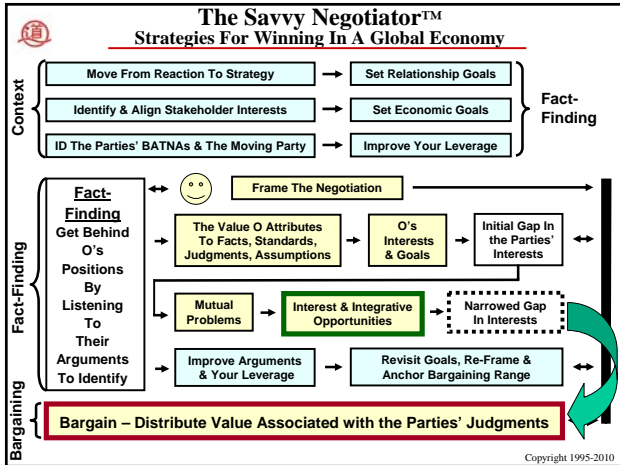 The Savvy Negotiator™
Strategies For Winning In A Global Economy
道
Context
Move From Reaction To Strategy
Set Relationship Goals
Identify & Align Stakeholder Interests
Set Economic Goals
ID The Parties' BATNAs & The Moving Party
Improve Your Leverage
Fact-
Finding
Fact-Finding
Fact-
Finding
Get Behind
O's
Positions
By
Listening
To
Their
Arguments
To Identify
Frame The Negotiation
The Value O Attributes
To Facts, Standards,
Judgments, Assumptions
O's
Interests
& Goals
Initial Gap In
the Parties'
Interests
Mutual
Problems
Interest & Integrative
Opportunities
Narrowed Gap
In Interests
Improve Arguments
& Your Leverage
Revisit Goals, Re-Frame &
Anchor Bargaining Range
Bargaining
Bargain – Distribute Value Associated with the Parties' Judgments
Copyright 1995-2010